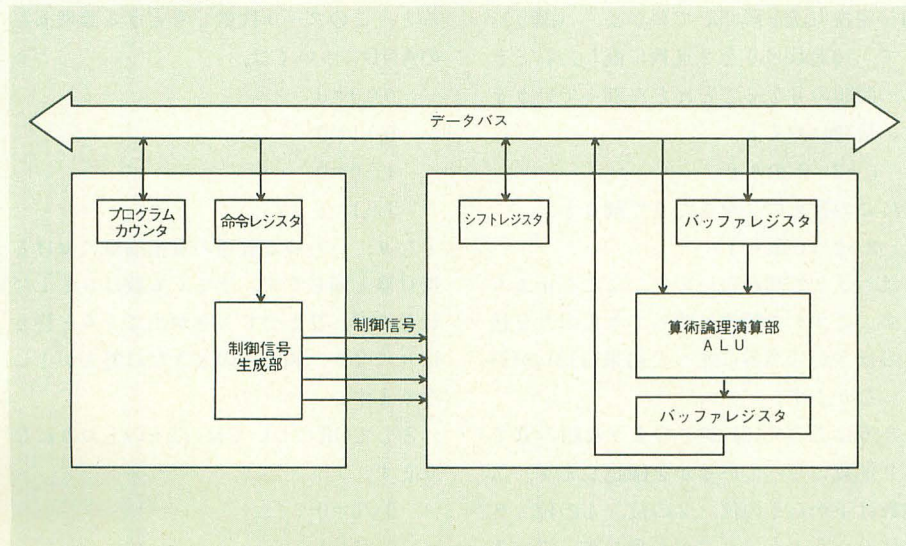 データバス
プログラム
カウンタ
命令レジスタ
シフトレジスタ
バッファレジスタ
制御信号
制御信号
生成部
算術論理演算部
ALU
バッファレジスタ